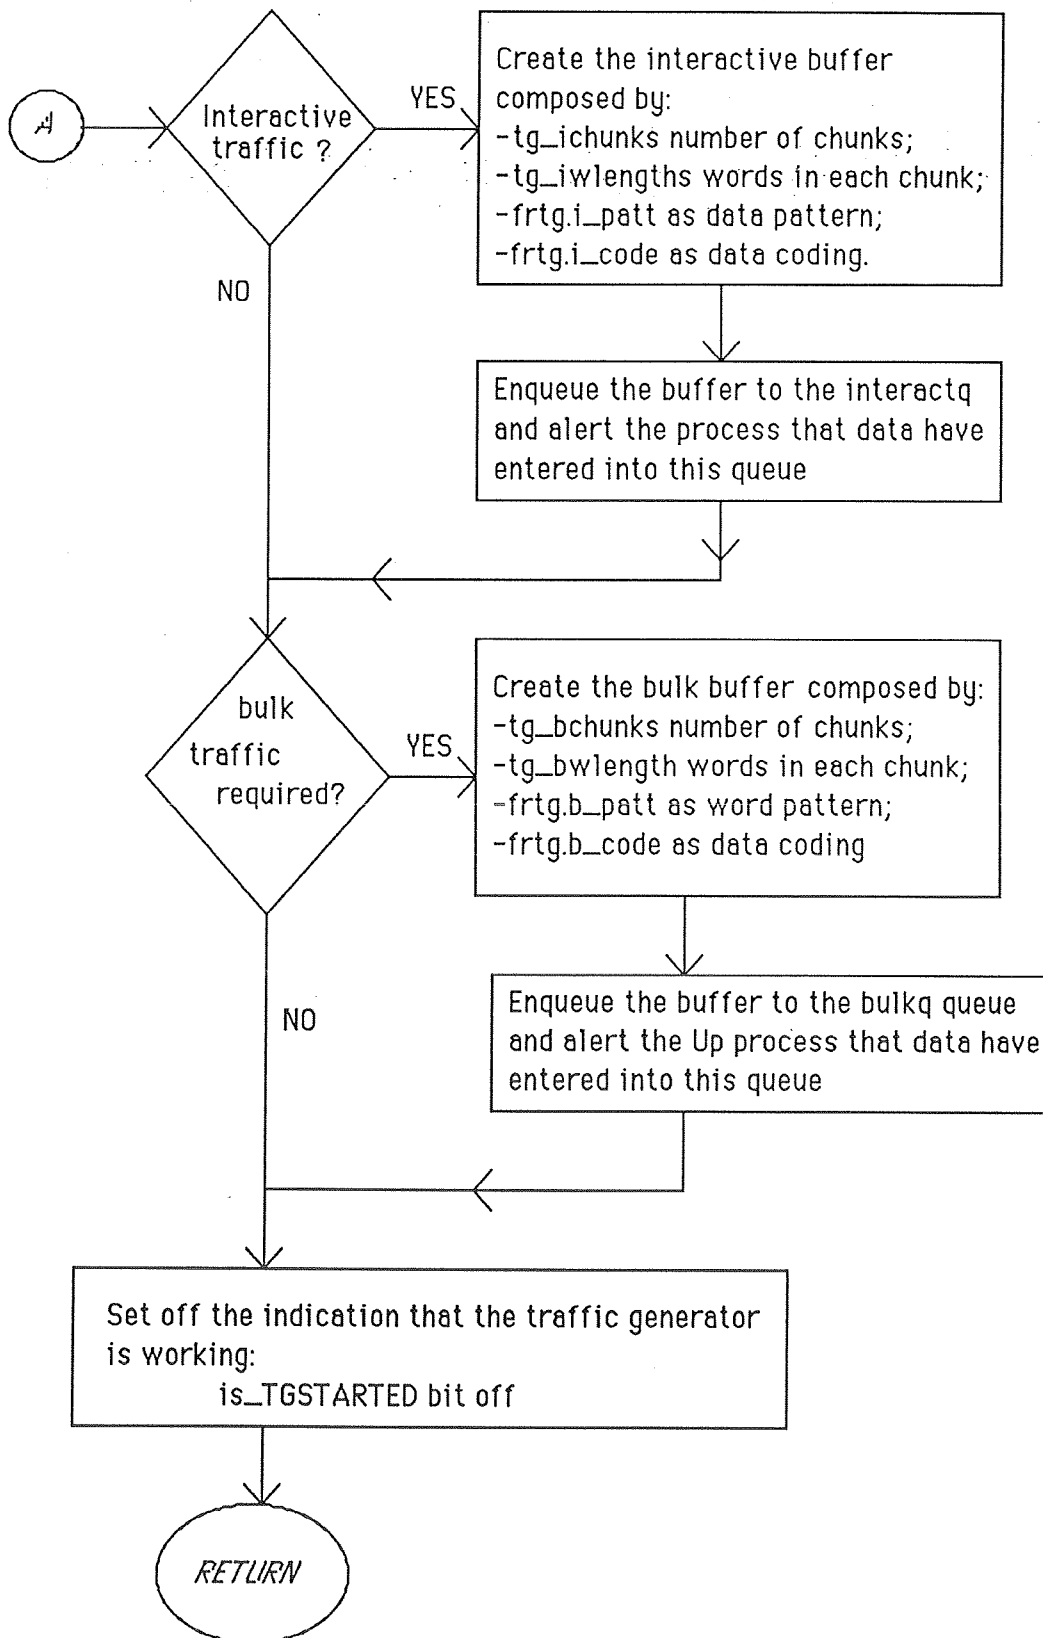 A
Interactive
traffic ?
YES
Create the interactive buffer
composed by:
-tg_ichunks number of chunks;
-tg_iwlengths words in each chunk;
-frtg.i_patt as data pattern;
-frtg.i_code as data coding.
NO
Enqueue the buffer to the interactq
and alert the process that data have
entered into this queue
bulk
traffic
required?
YES
Create the bulk buffer composed by:
-tg_bchunks number of chunks;
-tg_bwlength words in each chunk;
-frtg.b_patt as word pattern;
-frtg.b_code as data coding
NO
Enqueue the buffer to the bulkq queue
and alert the Up process that data have
entered into this queue
Set off the indication that the traffic generator
is working:
is_TGSTARTED bit off
RETURN